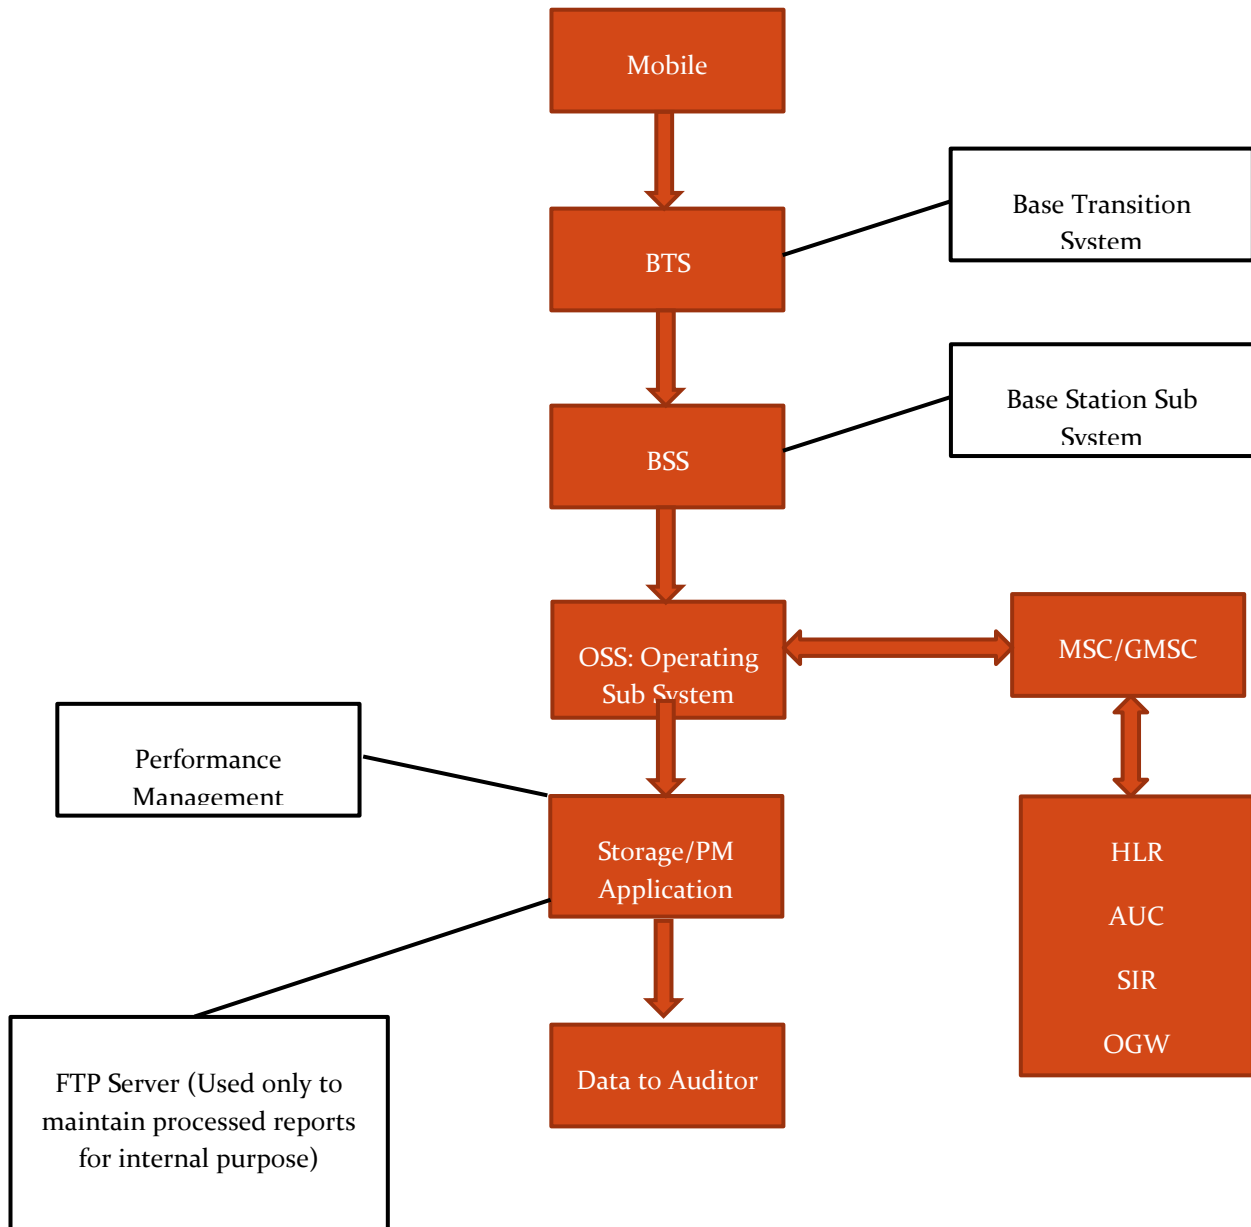 Mobile
Base Transition
System
BTS
Base Station Sub
System
BSS
OSS: Operating
Sub System
MSC/GMSC
Performance
Management
Storage/PM
Application
HLR
AUC
SIR
OGW
FTP Server (Used only to
maintain processed reports
for internal purpose)
Data to Auditor